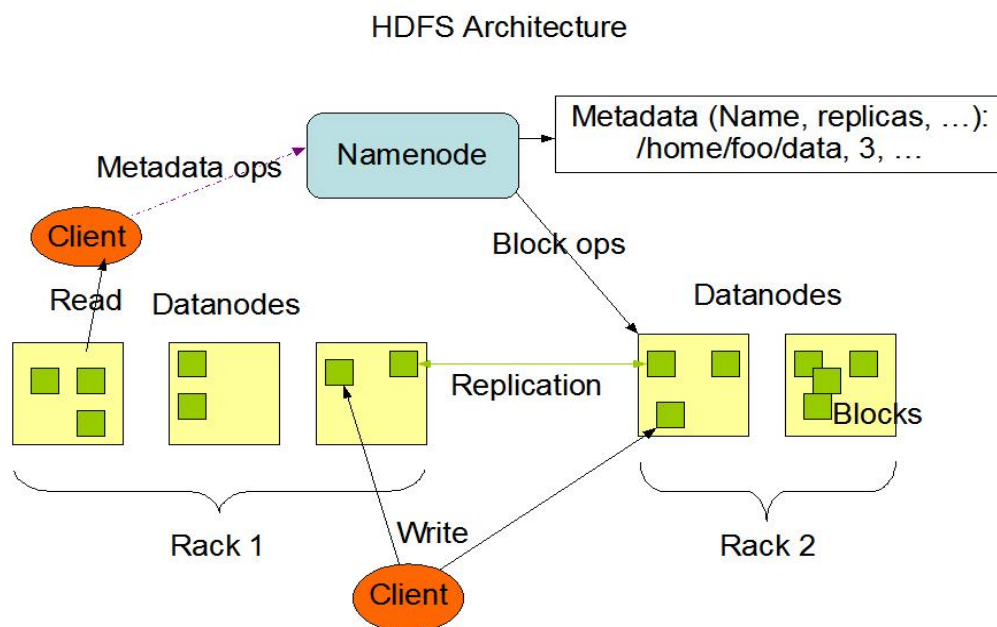 HDFS Architecture
Metadata (Name, replicas, …):
/home/foo/data, 3, …
Namenode
Metadata ops
Client
Block ops
Read
Datanodes
Datanodes
Replication
Blocks
Rack 1
Write
Rack 2
Client